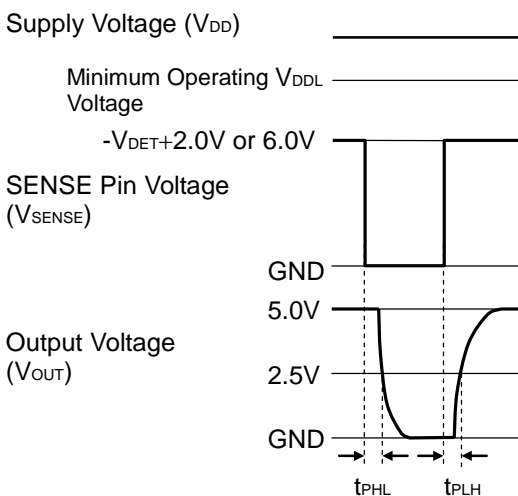 Supply Voltage (VDD)
Minimum Operating VDDL
Voltage
-VDET+2.0V or 6.0V
SENSE Pin Voltage
(VSENSE)
GND
5.0V
Output Voltage
(VOUT)
2.5V
GND
tPHL tPLH